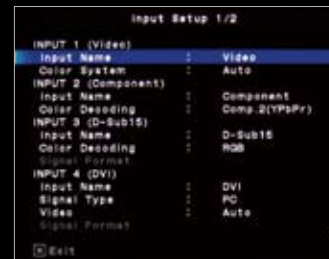 Input Setup 1/2
INPUT 1 (Video)
Input Name : Video
Color System : Auto
INPUT 2 (Component)
Input Name : Component
Color Decoding : Comp.2(YPbPr)
INPUT 3 (D-Sub15)
Input Name : D-Sub15
Color Decoding : RGB
Signal Format
INPUT 4 (DVI)
Input Name : DVI
Signal Type : PC
Video : Auto
Signal Format
Exit